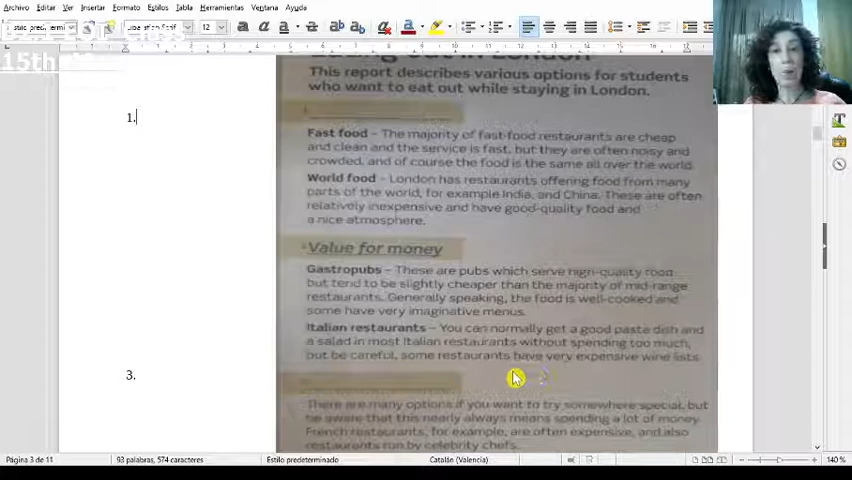 Archivo Editar Ver Insertar Formato Estilos Tabla Formulario Herramientas Ventana Ayuda
12
15th
Eating out in London
This report describes various options for students
who want to eat out while staying in London.
1.
Fast food – The majority of fast-food restaurants are cheap
and clean and the service is fast, but they are often noisy and
crowded, and of course the food is the same all over the world.
World food – London has restaurants offering food from many
parts of the world, for example India, and China. These are often
relatively inexpensive and have good-quality food and
a nice atmosphere.
Value for money
Gastropubs – These are pubs which serve high-quality food
but tend to be slightly cheaper than the majority of mid-range
restaurants. Generally speaking, the food is well-cooked and
some have very imaginative menus.
Italian restaurants – You can normally get a good pasta dish and
a salad in most Italian restaurants without spending too much,
but be careful, some restaurants have very expensive wine lists.
3.
There are many options if you want to try somewhere special, but
be aware that this nearly always means spending a lot of money.
French restaurants, for example, are often expensive, and also
restaurants run by celebrity chefs.
Página 3 de 11 93 palabras, 574 caracteres Estilo predeterminado Catalán (Valencia) 140 %